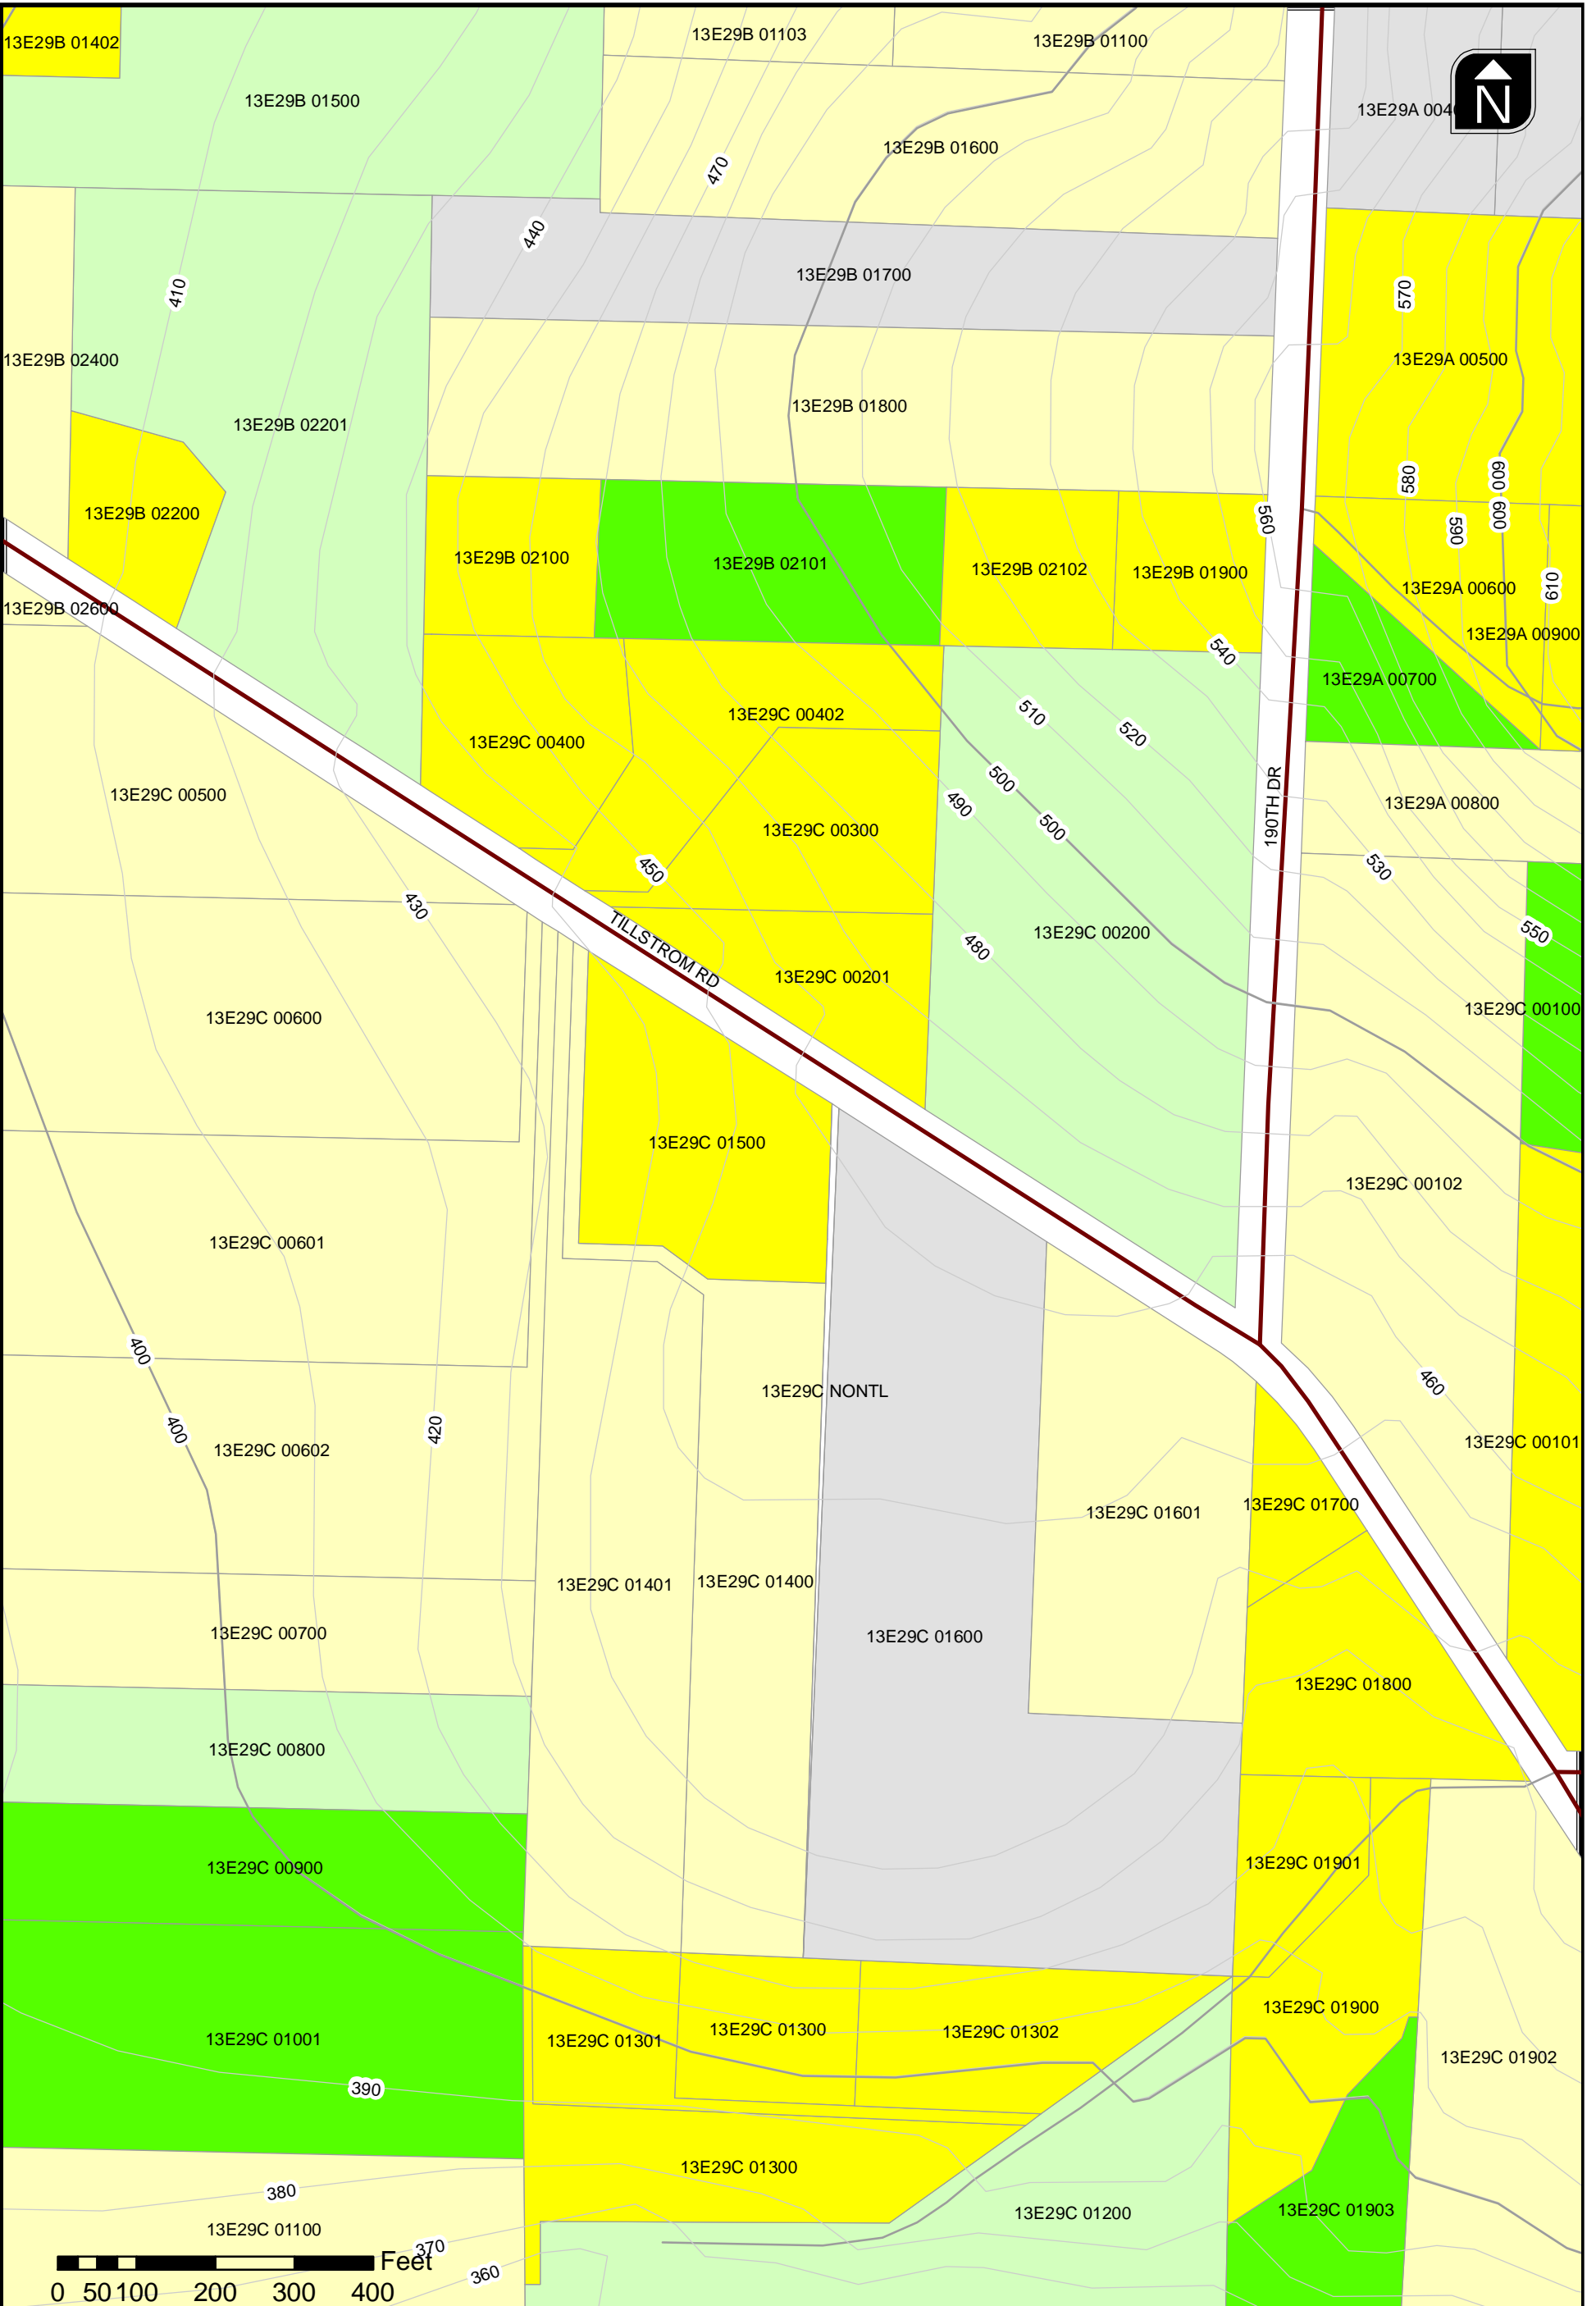 13E29B 01402
13E29B 01103
13E29B 01100
13E29B 01500
13E29A 004
N
13E29B 01600
470
440
410
13E29B 01700
570
13E29B 02400
13E29A 00500
13E29B 01800
13E29B 02201
580
600
600
590
560
13E29B 02200
13E29B 02100
13E29B 02101
13E29B 02102
13E29B 01900
13E29A 00600
610
13E29B 02600
13E29A 00900
540
13E29A 00700
510
13E29C 00402
520
13E29C 00400
500
13E29C 00500
490
13E29A 00800
190TH DR
500
13E29C 00300
450
530
430
TILLSTROM RD
13E29C 00200
550
480
13E29C 00201
13E29C 00100
13E29C 00600
13E29C 01500
13E29C 00102
13E29C 00601
400
460
13E29C NONTL
400
420
13E29C 00602
13E29C 00101
13E29C 01700
13E29C 01601
13E29C 01401
13E29C 01400
13E29C 00700
13E29C 01600
13E29C 01800
13E29C 00800
13E29C 00900
13E29C 01901
13E29C 01900
13E29C 01300
13E29C 01302
13E29C 01001
13E29C 01301
13E29C 01902
390
13E29C 01300
380
13E29C 01903
13E29C 01200
13E29C 01100
370
360
Feet
0 50 100 200 300 400